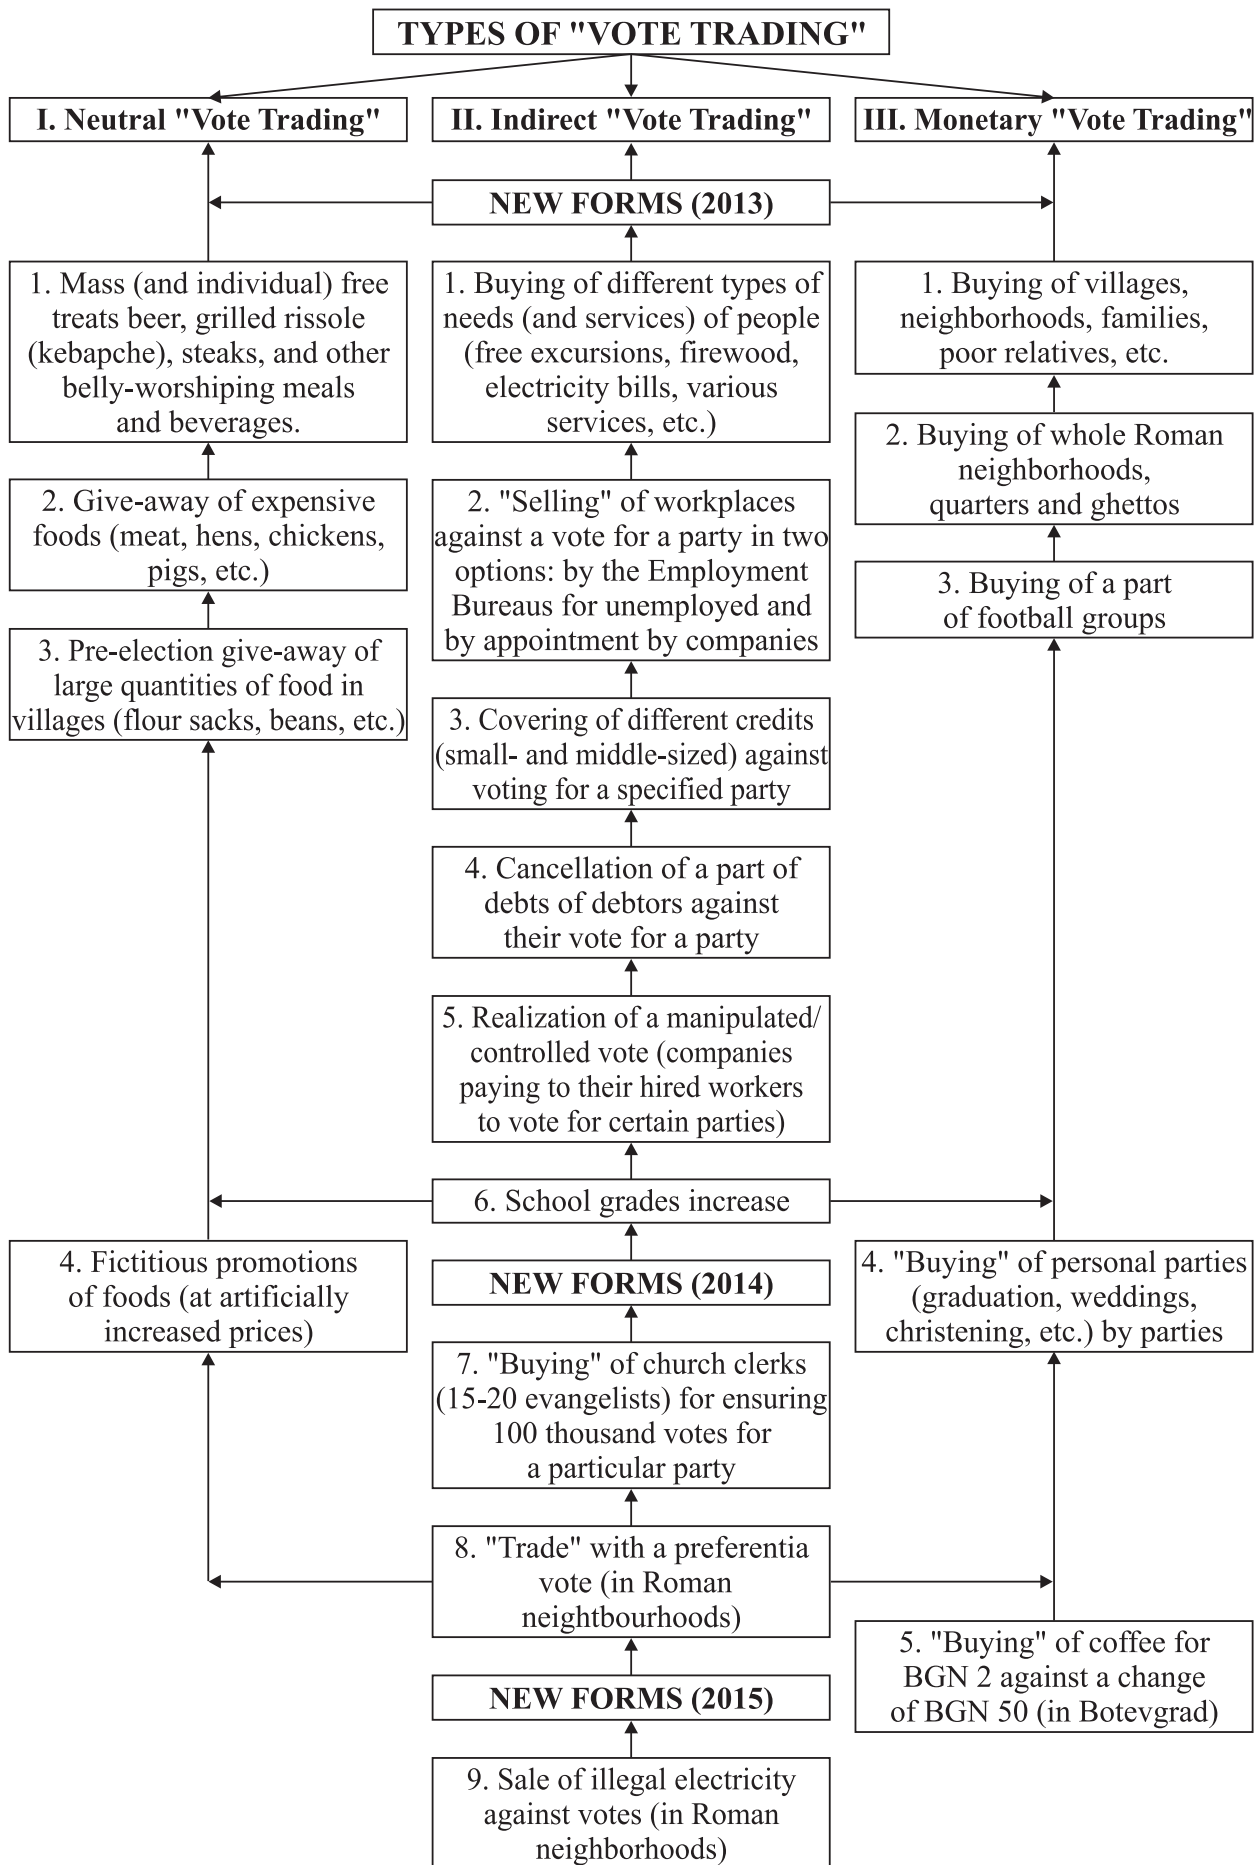 TYPES OF "VOTE TRADING"
I. Neutral "Vote Trading"
II. Indirect "Vote Trading"
III. Monetary "Vote Trading"
NEW FORMS (2013)
1. Mass (and individual) free
treats beer, grilled rissole
(kebapche), steaks, and other
belly-worshiping meals
and beverages.
1. Buying of different types of
needs (and services) of people
(free excursions, firewood,
electricity bills, various
services, etc.)
1. Buying of villages,
neighborhoods, families,
poor relatives, etc.
2. Buying of whole Roman
neighborhoods,
quarters and ghettos
2. Give-away of expensive
foods (meat, hens, chickens,
pigs, etc.)
2. "Selling" of workplaces
against a vote for a party in two
options: by the Employment
Bureaus for unemployed and
by appointment by companies
3. Buying of a part
of football groups
3. Pre-election give-away of
large quantities of food in
villages (flour sacks, beans, etc.)
3. Covering of different credits
(small- and middle-sized) against
voting for a specified party
4. Cancellation of a part of
debts of debtors against
their vote for a party
5. Realization of a manipulated/
controlled vote (companies
paying to their hired workers
to vote for certain parties)
6. School grades increase
4. Fictitious promotions
of foods (at artificially
increased prices)
NEW FORMS (2014)
4. "Buying" of personal parties
(graduation, weddings,
christening, etc.) by parties
7. "Buying" of church clerks
(15-20 evangelists) for ensuring
100 thousand votes for
a particular party
8. "Trade" with a preferentia
vote (in Roman
neightbourhoods)
5. "Buying" of coffee for
BGN 2 against a change
of BGN 50 (in Botevgrad)
NEW FORMS (2015)
9. Sale of illegal electricity
against votes (in Roman
neighborhoods)